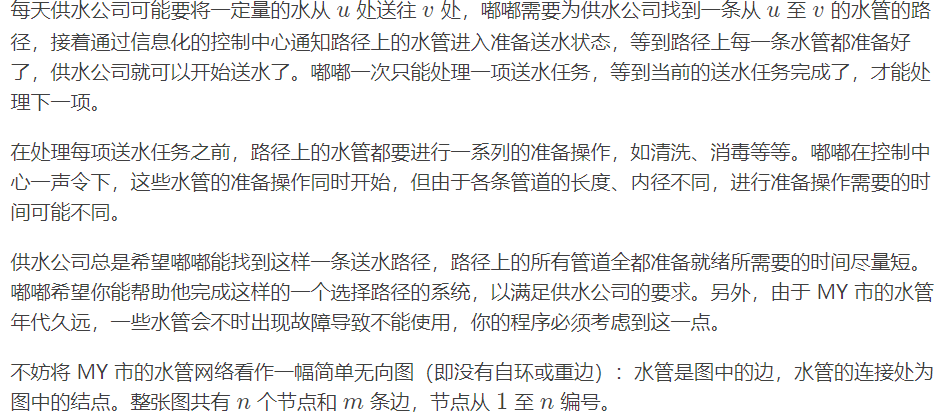 每天供水公司可能要将一定量的水从 u 处送往 v 处，嘟嘟需要为供水公司找到一条从 u 至 v 的水管的路
径，接着通过信息化的控制中心通知路径上的水管进入准备送水状态，等到路径上每一条水管都准备好
了，供水公司就可以开始送水了。嘟嘟一次只能处理一项送水任务，等到当前的送水任务完成了，才能处
理下一项。
在处理每项送水任务之前，路径上的水管都要进行一系列的准备操作，如清洗、消毒等等。嘟嘟在控制中
心一声令下，这些水管的准备操作同时开始，但由于各条管道的长度、内径不同，进行准备操作需要的时
间可能不同。
供水公司总是希望嘟嘟能找到这样一条送水路径，路径上的所有管道全都准备就绪所需要的时间尽量短。
嘟嘟希望你能帮助他完成这样的一个选择路径的系统，以满足供水公司的要求。另外，由于 MY 市的水管
年代久远，一些水管会不时出现故障导致不能使用，你的程序必须考虑到这一点。
不妨将 MY 市的水管网络看作一幅简单无向图（即没有自环或重边）：水管是图中的边，水管的连接处为
图中的结点。整张图共有 n 个节点和 m 条边，节点从 1 至 n 编号。